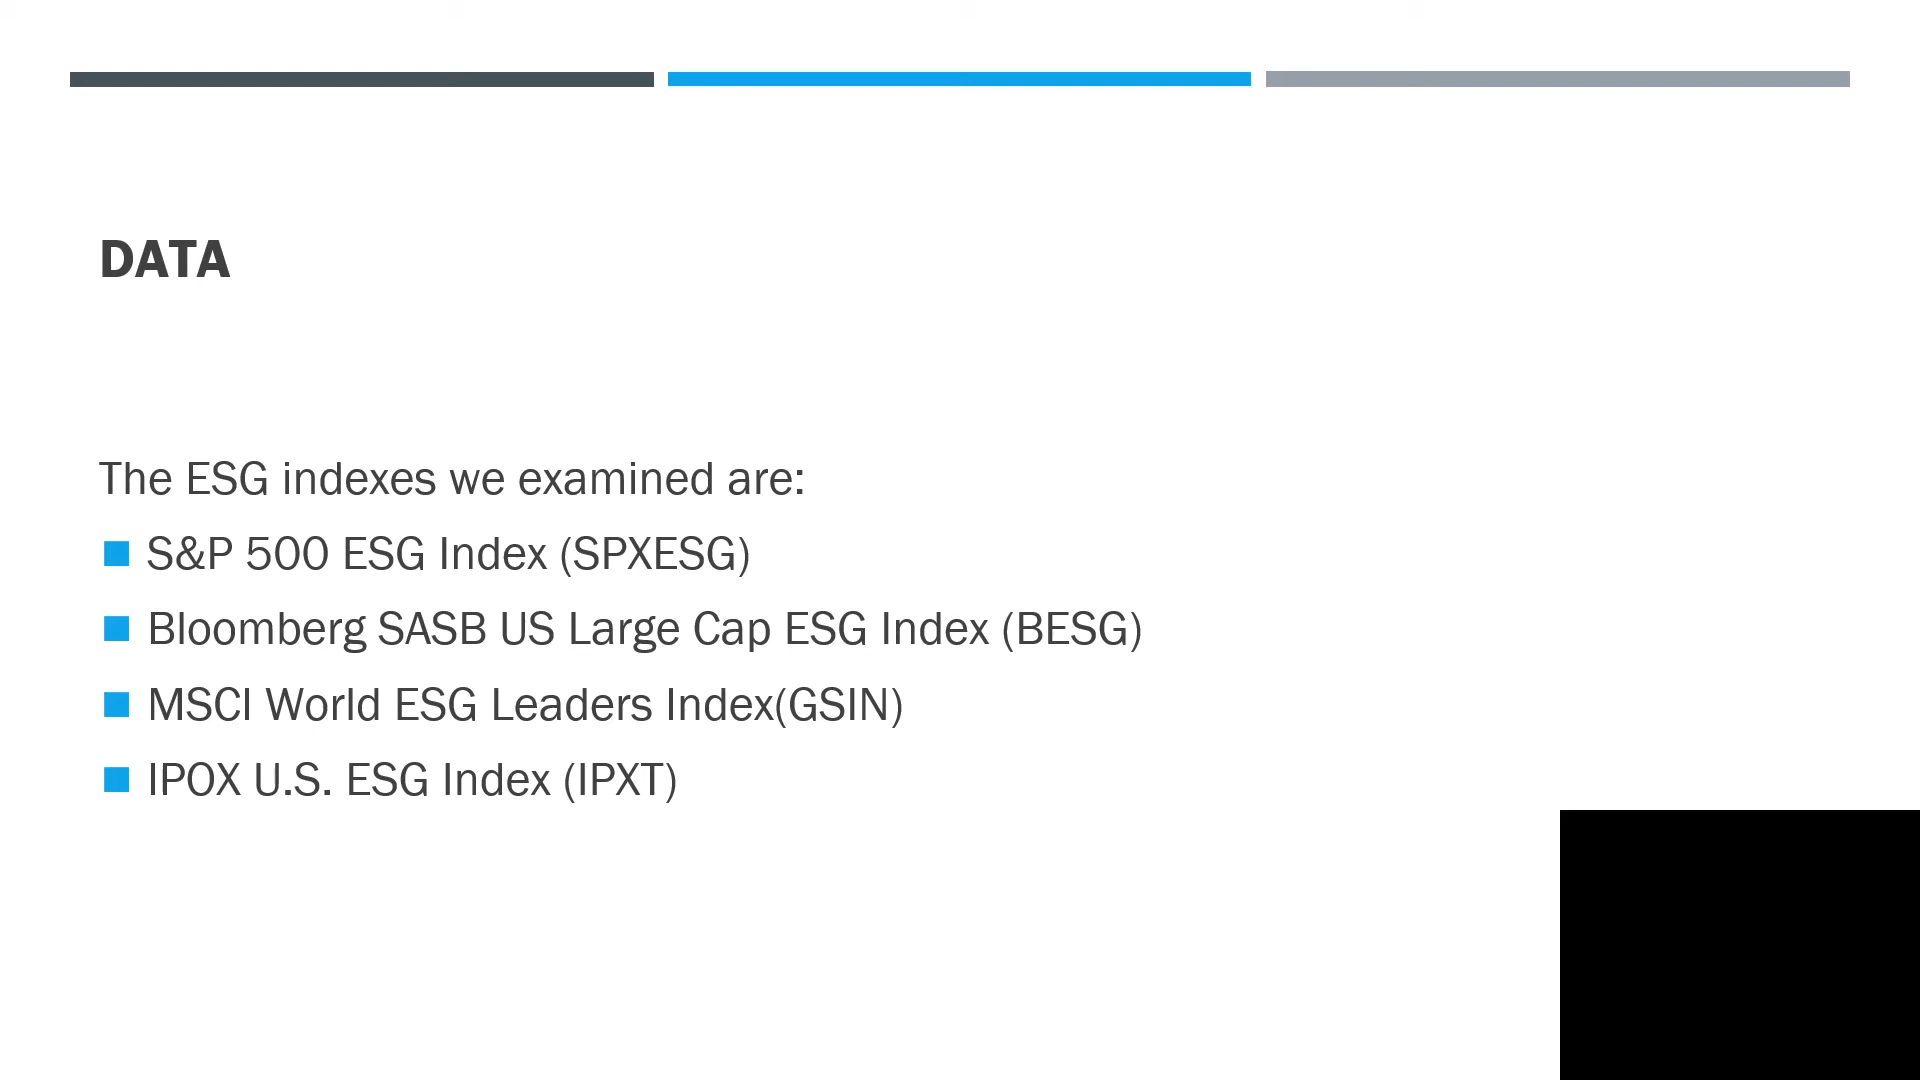 DATA
The ESG indexes we examined are:
S&P 500 ESG Index (SPXESG)
Bloomberg SASB US Large Cap ESG Index (BESG)
MSCI World ESG Leaders Index(GSIN)
IPOX U.S. ESG Index (IPXT)